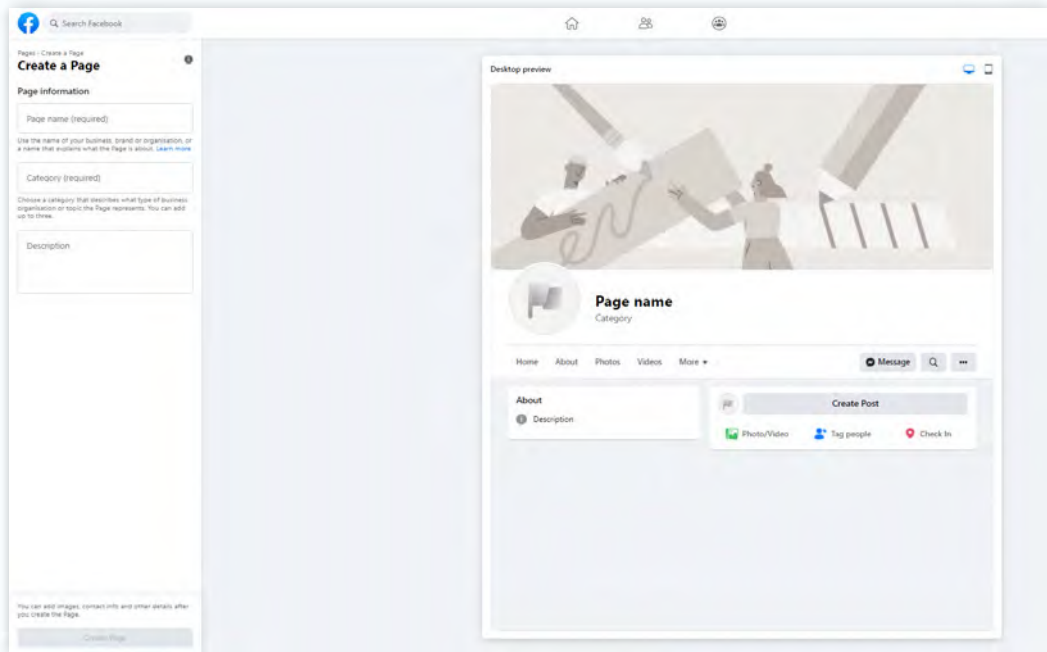 Search Facebook
Pages › Create a Page
Create a Page
Page information
Page name (required)
Use the name of your business, brand or organisation, or
a name that explains what the Page is about. Learn more
Category (required)
Choose a category that describes what type of business,
organisation or topic the Page represents. You can add
up to three.
Description
You can add images, contact info and other details after
you create the Page.
Create Page
Desktop preview
Page name
Category
Home About Photos Videos More
Message
About
Description
Create Post
Photo/Video Tag people Check In